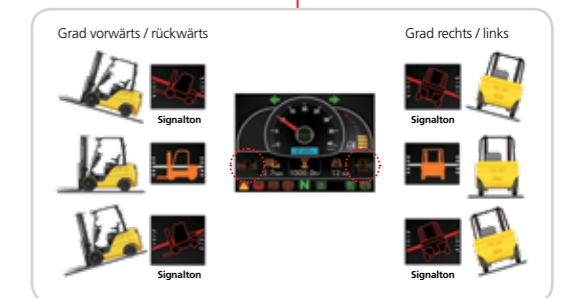 Grad vorwärts / rückwärts
Grad rechts / links
Signalton
Signalton
Signalton
Signalton
N